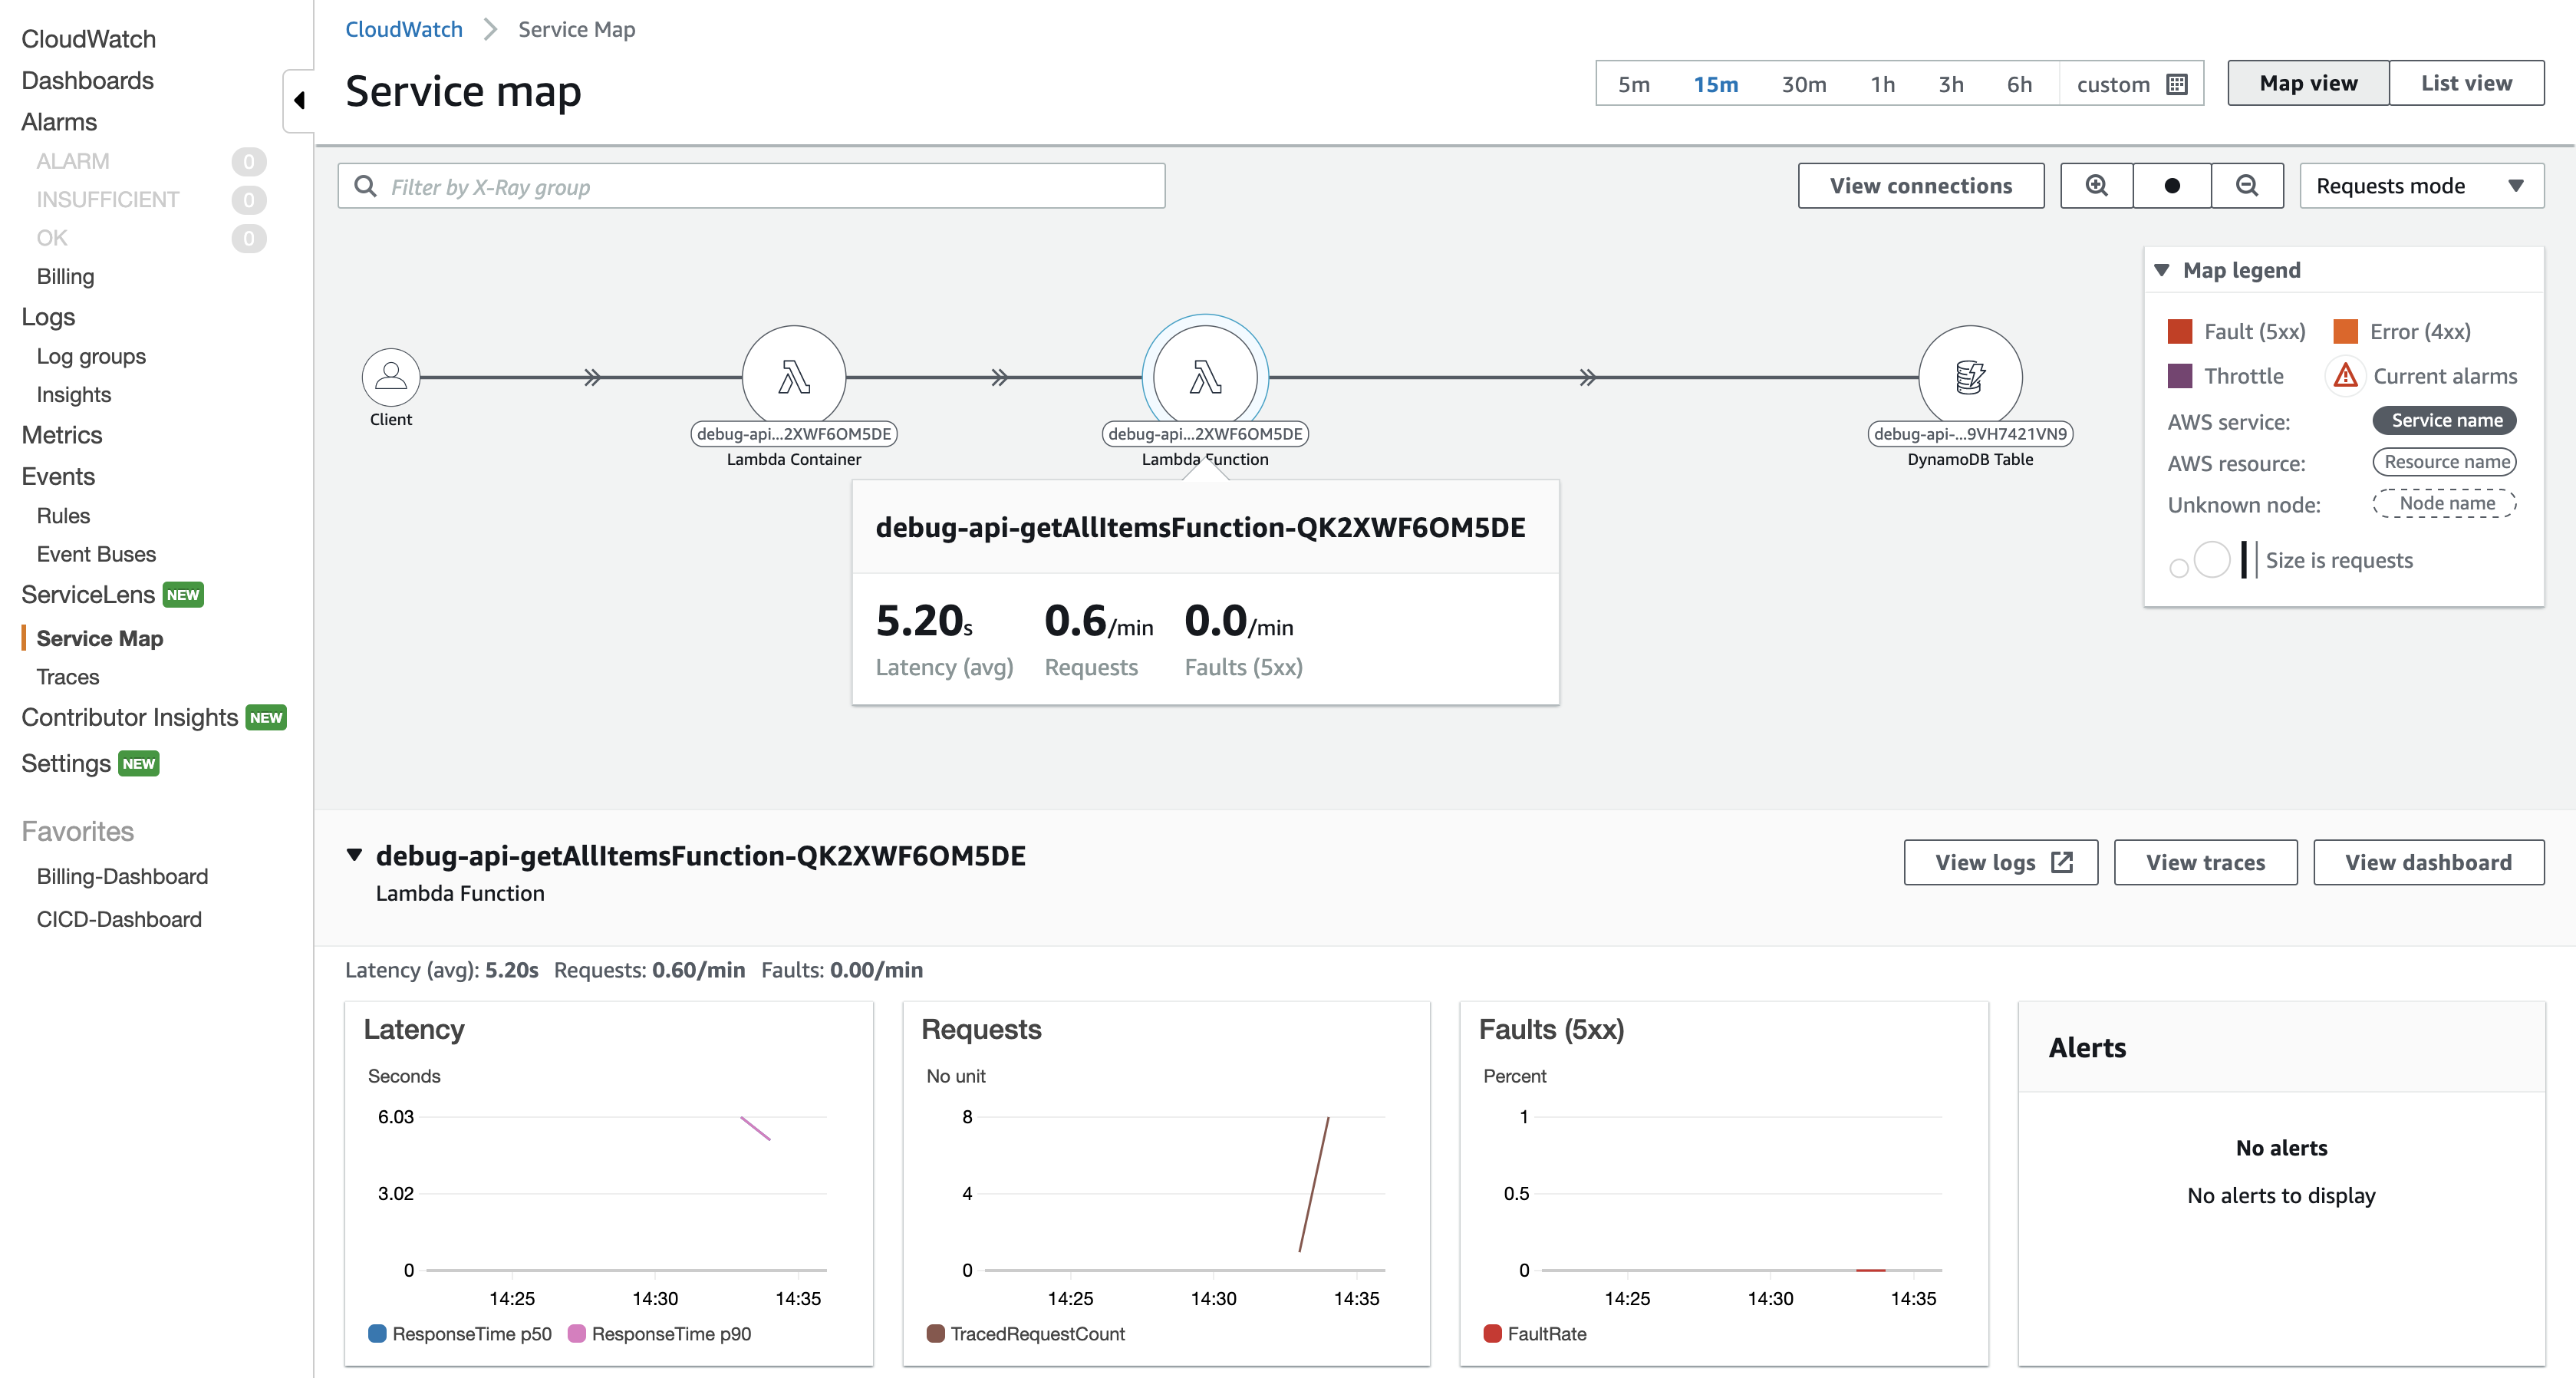 CloudWatch
Dashboards
Alarms
ALARM 0
INSUFFICIENT 0
OK 0
Billing
Logs
Log groups
Insights
Metrics
Events
Rules
Event Buses
ServiceLens NEW
Service Map
Traces
Contributor Insights NEW
Settings NEW
Favorites
Billing-Dashboard
CICD-Dashboard
CloudWatch Service Map
Service map
5m 15m 30m 1h 3h 6h custom
Map view List view
Filter by X-Ray group
View connections
Requests mode
Map legend
Fault (5xx) Error (4xx)
Throttle Current alarms
AWS service: Service name
AWS resource: Resource name
Unknown node: Node name
Size is requests
Client
debug-api...2XWF6OM5DE
Lambda Container
debug-api...2XWF6OM5DE
Lambda Function
debug-api-...9VH7421VN9
DynamoDB Table
debug-api-getAllItemsFunction-QK2XWF6OM5DE
5.20s 0.6/min 0.0/min
Latency (avg) Requests Faults (5xx)
debug-api-getAllItemsFunction-QK2XWF6OM5DE
Lambda Function
View logs View traces View dashboard
Latency (avg): 5.20s Requests: 0.60/min Faults: 0.00/min
Latency
Seconds
6.03
3.02
0
14:25 14:30 14:35
ResponseTime p50 ResponseTime p90
Requests
No unit
8
4
0
14:25 14:30 14:35
TracedRequestCount
Faults (5xx)
Percent
1
0.5
0
14:25 14:30 14:35
FaultRate
Alerts
No alerts
No alerts to display